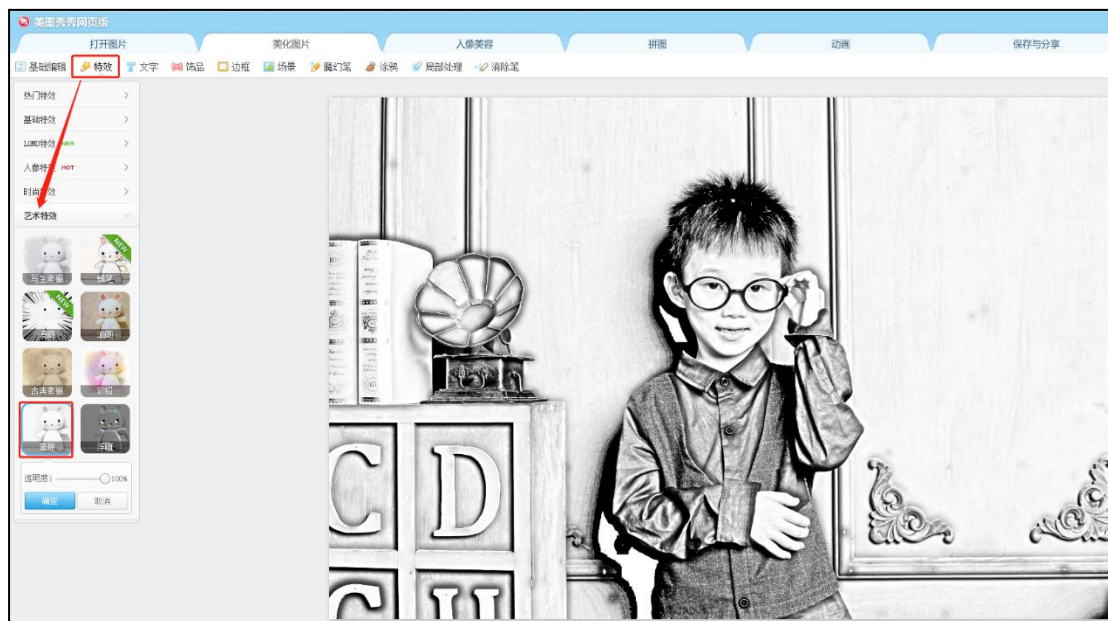 美图秀秀网页版
打开图片 美化图片 人像美容 拼图 动画 保存与分享
基础编辑 特效 文字 饰品 边框 场景 魔幻笔 涂鸦 局部处理 消除笔
热门特效
基础特效
LOMO特效 NEW
人像特效 HOT
时尚特效
艺术特效
NEW
写生素描
NEW
古典素描 彩铅
素描 浮雕
透明度: 100%
确定 取消
C D